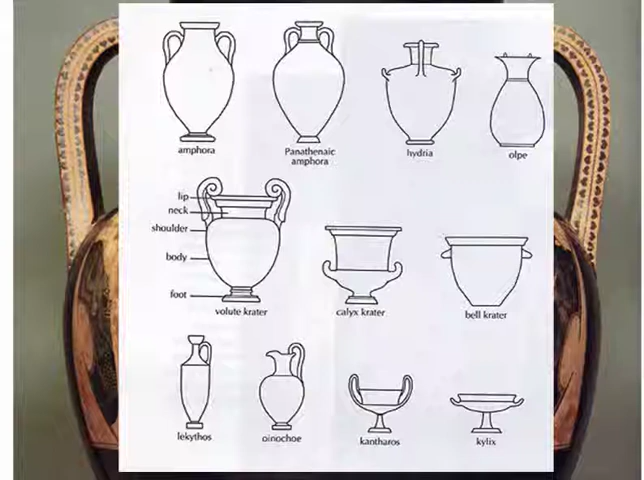 amphora
Panathenaic
amphora
hydria
olpe
lip
neck
shoulder
body
foot
volute krater
calyx krater
bell krater
lekythos
oinochoe
kantharos
kylix